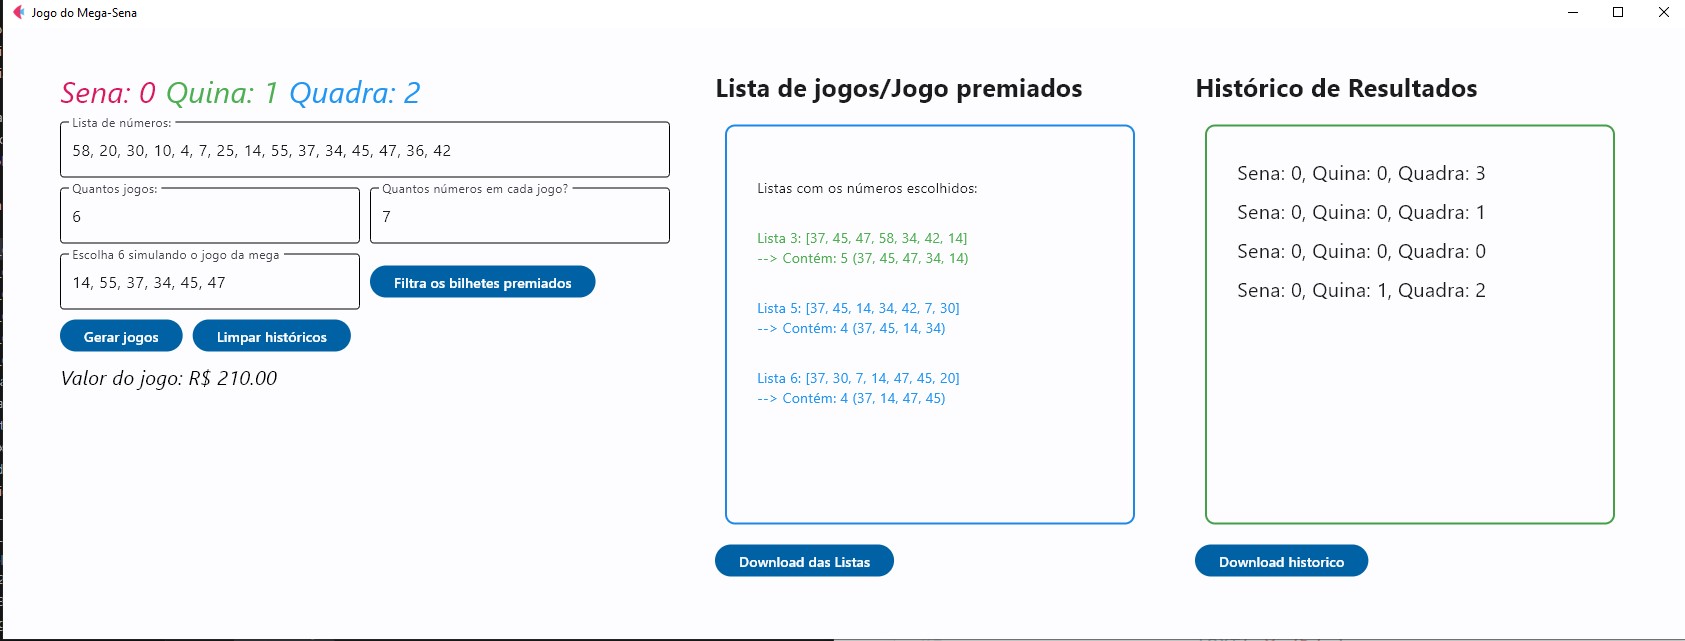 Jogo do Mega-Sena
Sena: 0 Quina: 1 Quadra: 2
Lista de números:
58, 20, 30, 10, 4, 7, 25, 14, 55, 37, 34, 45, 47, 36, 42
Quantos jogos:
6
Quantos números em cada jogo?
7
Escolha 6 simulando o jogo da mega
14, 55, 37, 34, 45, 47
Filtra os bilhetes premiados
Gerar jogos
Limpar históricos
Valor do jogo: R$ 210.00
Lista de jogos/Jogo premiados
Listas com os números escolhidos:
Lista 3: [37, 45, 47, 58, 34, 42, 14]
--> Contém: 5 (37, 45, 47, 34, 14)
Lista 5: [37, 45, 14, 34, 42, 7, 30]
--> Contém: 4 (37, 45, 14, 34)
Lista 6: [37, 30, 7, 14, 47, 45, 20]
--> Contém: 4 (37, 14, 47, 45)
Download das Listas
Histórico de Resultados
Sena: 0, Quina: 0, Quadra: 3
Sena: 0, Quina: 0, Quadra: 1
Sena: 0, Quina: 0, Quadra: 0
Sena: 0, Quina: 1, Quadra: 2
Download historico